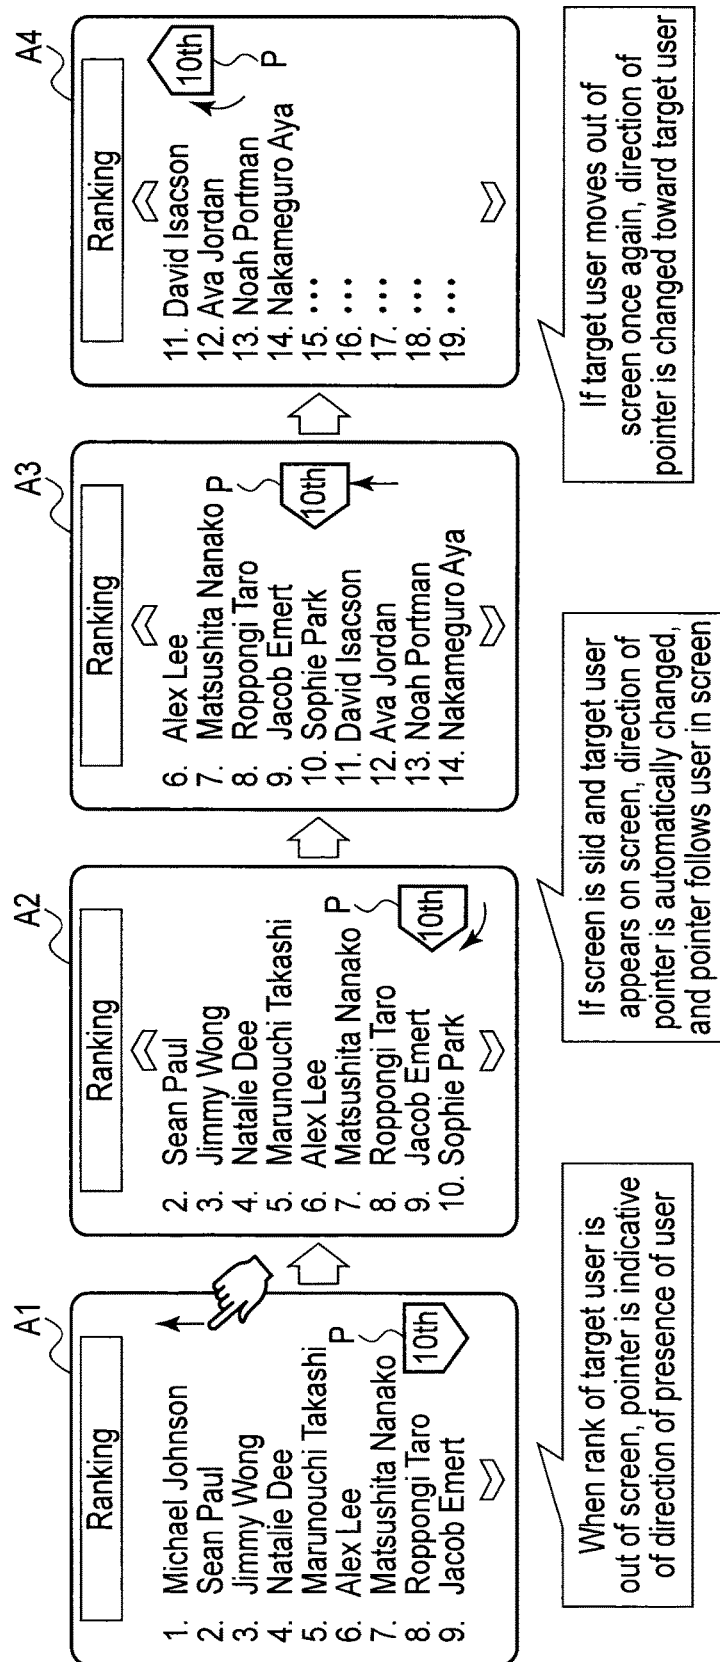 A1
Ranking
1. Michael Johnson
2. Sean Paul
3. Jimmy Wong
4. Natalie Dee
5. Marunouchi Takashi
6. Alex Lee
7. Matsushita Nanako
8. Roppongi Taro
9. Jacob Emert
P
10th
When rank of target user is
out of screen, pointer is indicative
of direction of presence of user
A2
Ranking
2. Sean Paul
3. Jimmy Wong
4. Natalie Dee
5. Marunouchi Takashi
6. Alex Lee
7. Matsushita Nanako
8. Roppongi Taro
9. Jacob Emert
10. Sophie Park
P
10th
If screen is slid and target user
appears on screen, direction of
pointer is automatically changed,
and pointer follows user in screen
A3
Ranking
6. Alex Lee
7. Matsushita Nanako
8. Roppongi Taro
9. Jacob Emert
10. Sophie Park
11. David Isacson
12. Ava Jordan
13. Noah Portman
14. Nakameguro Aya
P
10th
A4
Ranking
11. David Isacson
12. Ava Jordan
13. Noah Portman
14. Nakameguro Aya
15. •••
16. •••
17. •••
18. •••
19. •••
10th
P
If target user moves out of
screen once again, direction of
pointer is changed toward target user